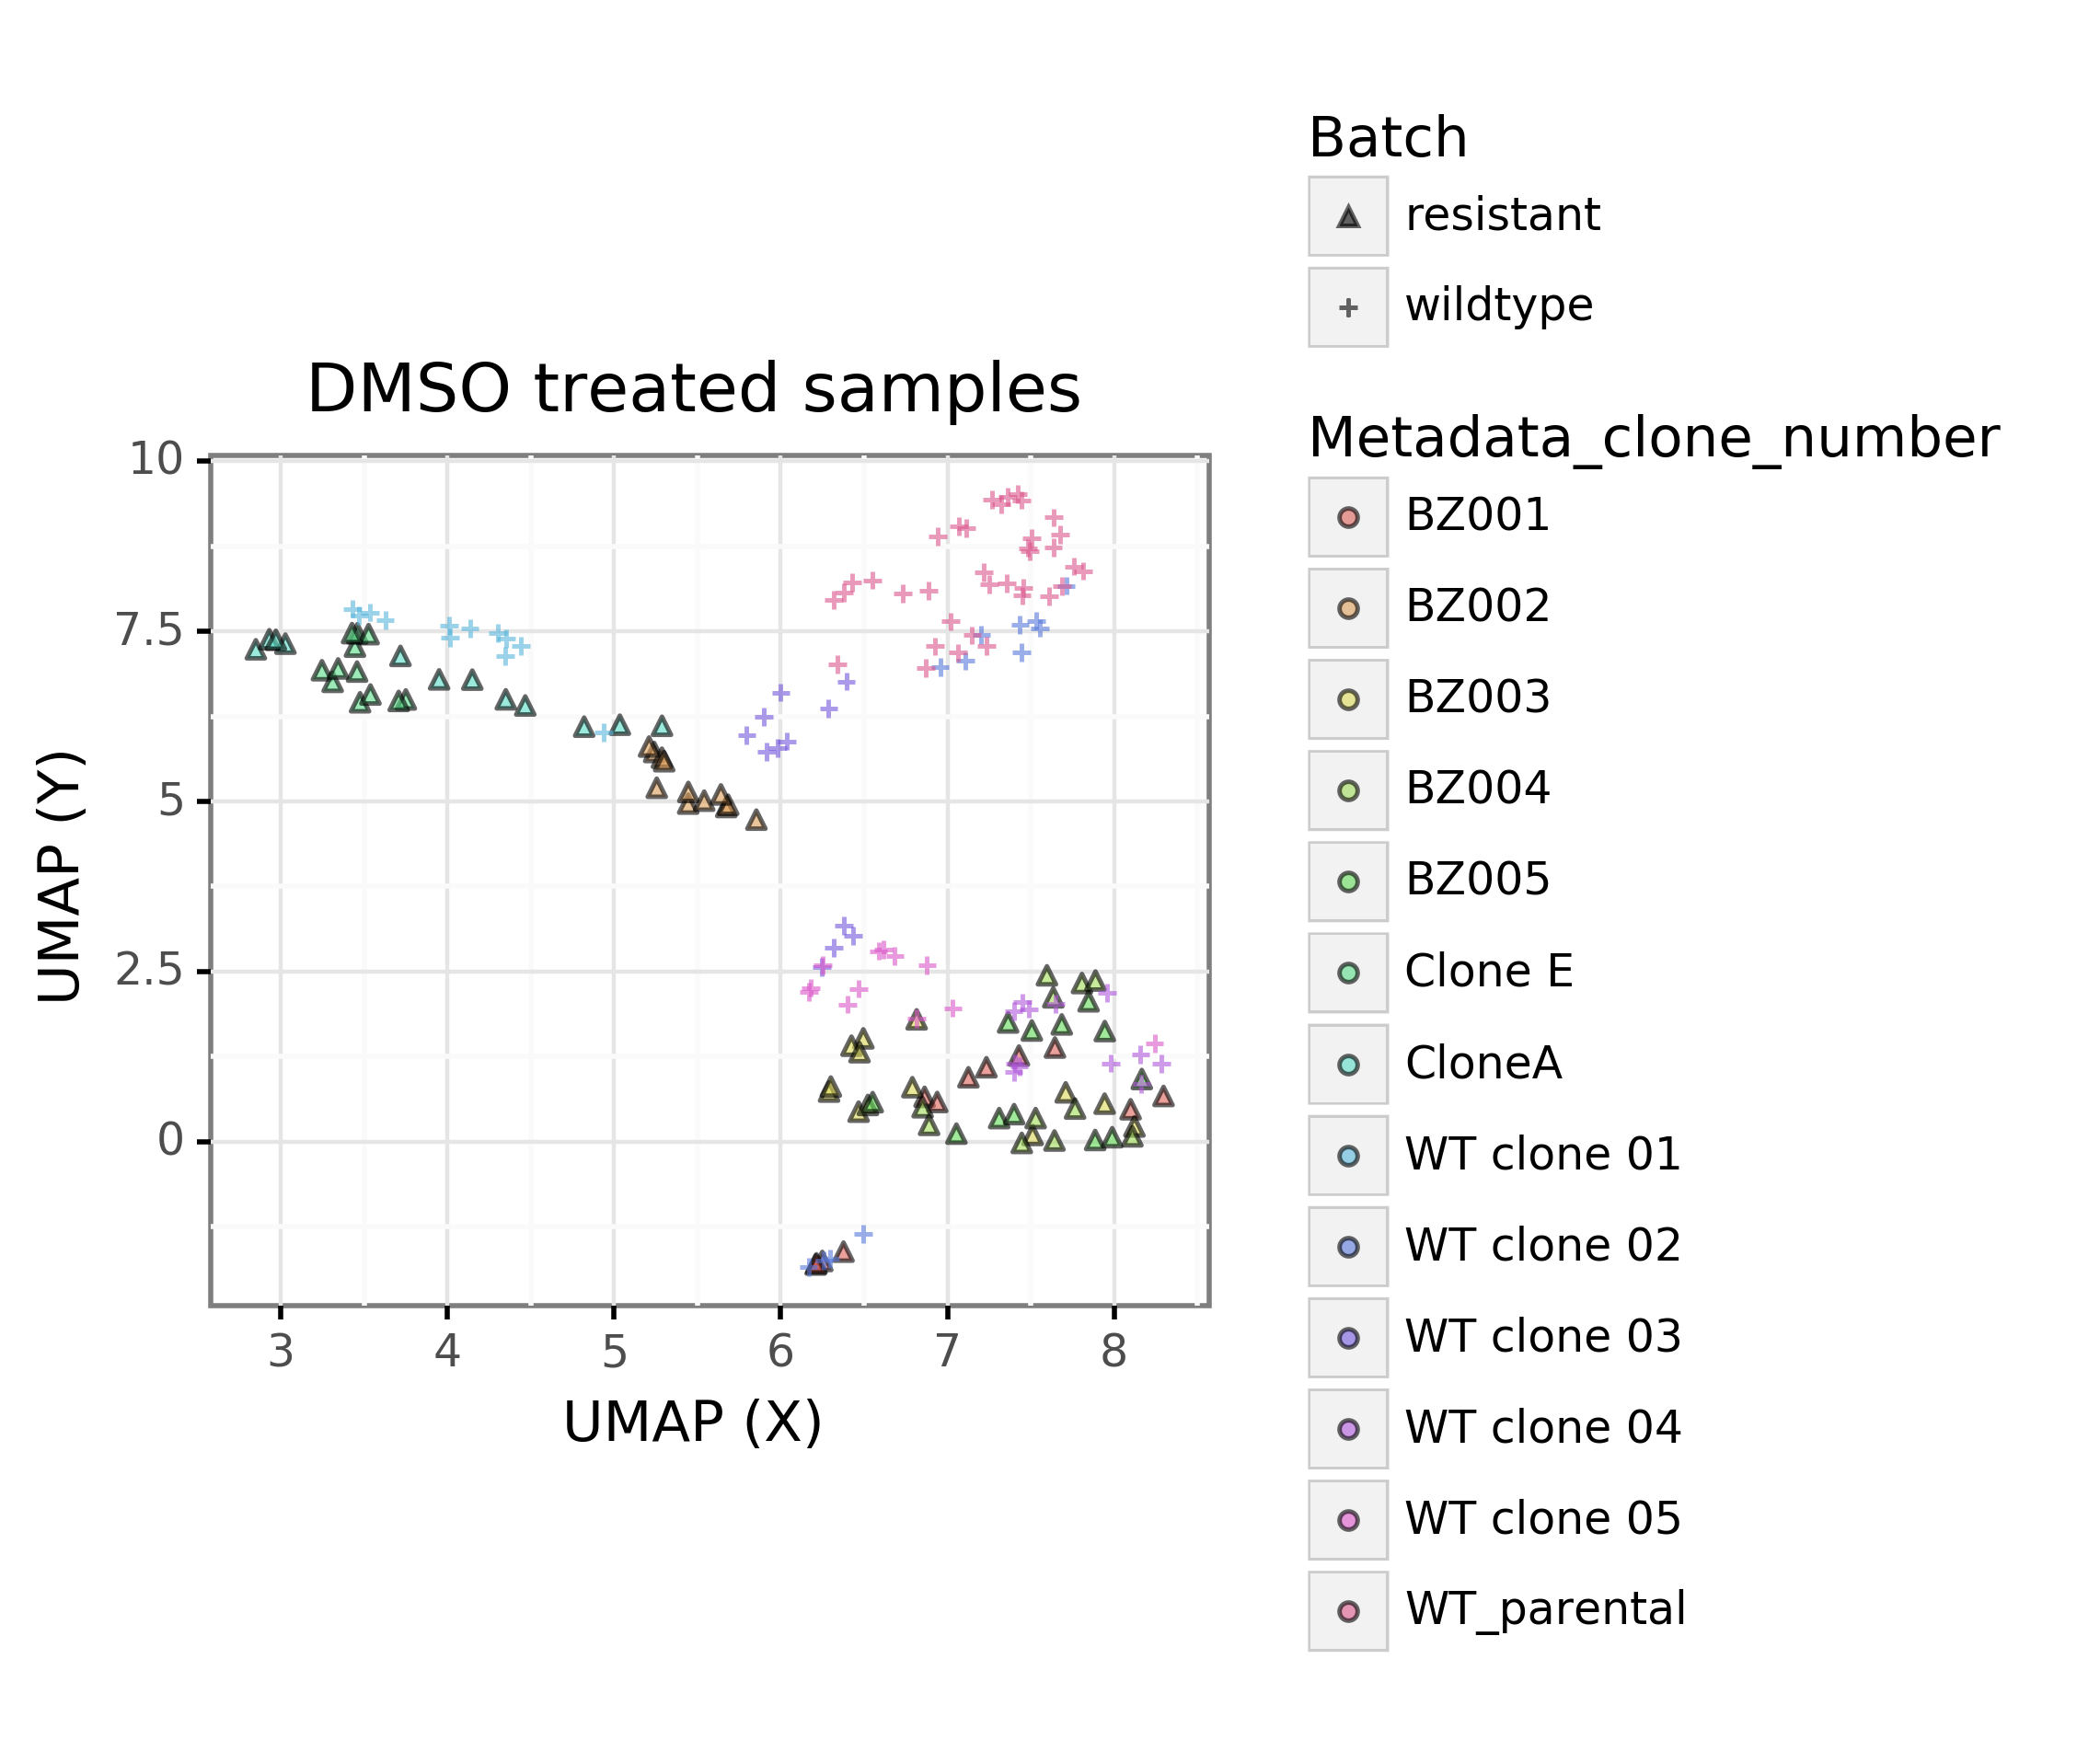 DMSO treated samples
10
7.5
5
2.5
0
UMAP (Y)
3 4 5 6 7 8
UMAP (X)
Batch
resistant
wildtype
Metadata_clone_number
BZ001
BZ002
BZ003
BZ004
BZ005
Clone E
CloneA
WT clone 01
WT clone 02
WT clone 03
WT clone 04
WT clone 05
WT_parental